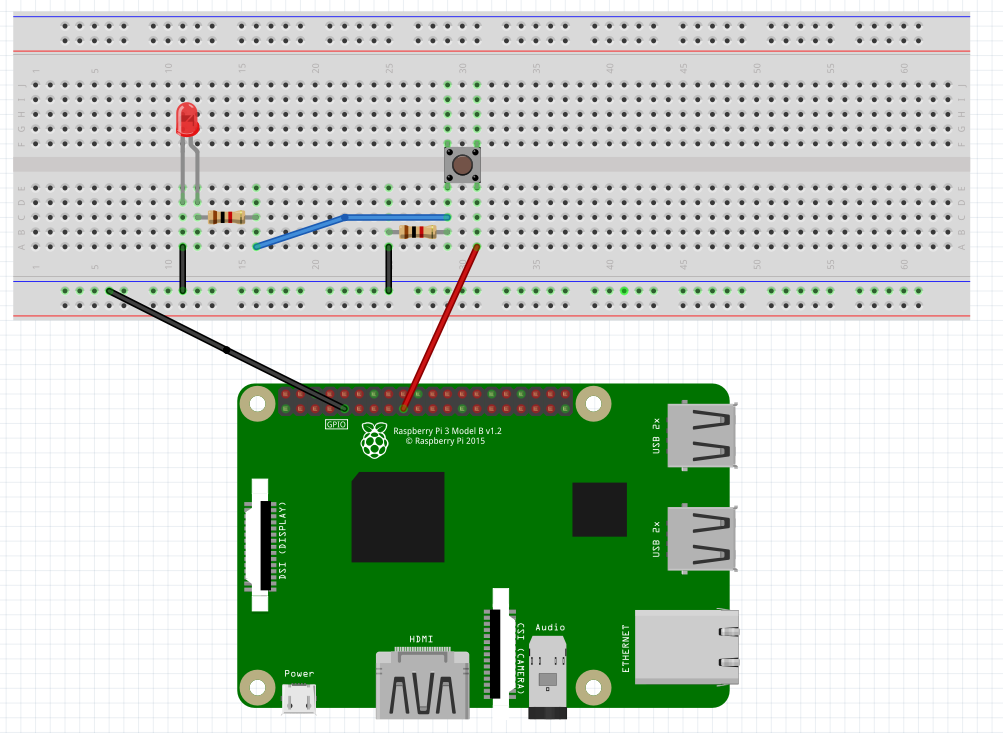 1 5 10 15 20 25 30 35 40 45 50 55 60
J J
I I
H H
G G
F F
E E
D D
C C
B B
A A
1 5 10 15 20 25 30 35 40 45 50 55 60
GPIO
Raspberry Pi 3 Model B v1.2
© Raspberry Pi 2015
USB 2x
USB 2x
DSI (DISPLAY)
ETHERNET
CSI (CAMERA)
Audio
HDMI
Power